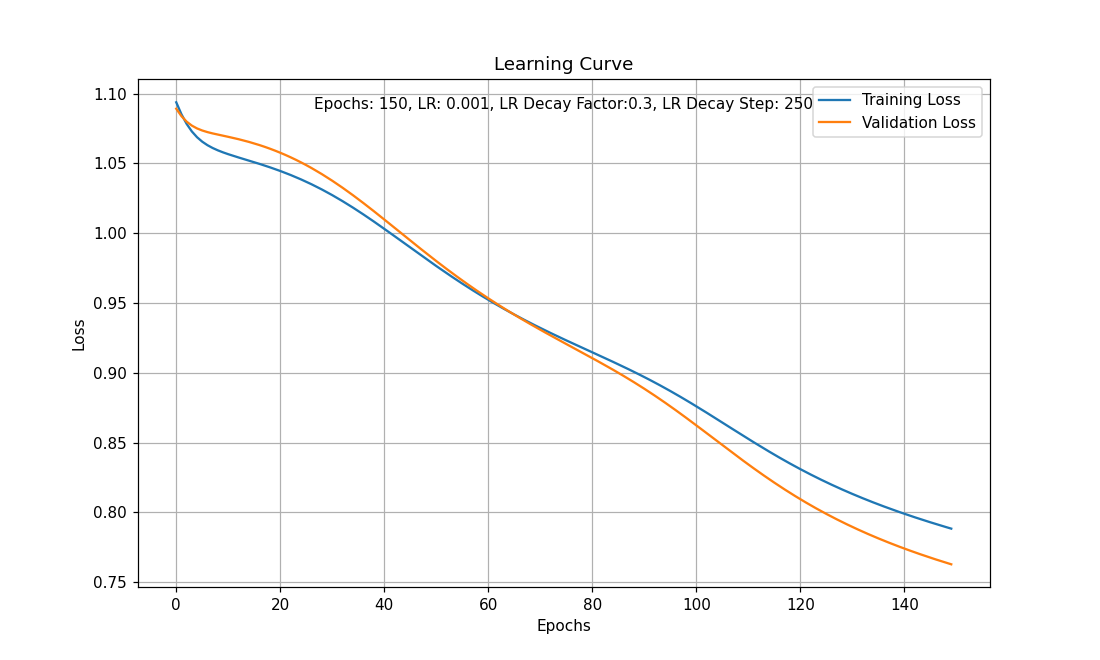 Learning Curve
Epochs: 150, LR: 0.001, LR Decay Factor:0.3, LR Decay Step: 250
Training Loss
Validation Loss
1.10
1.05
1.00
0.95
0.90
0.85
0.80
0.75
Loss
0 20 40 60 80 100 120 140
Epochs